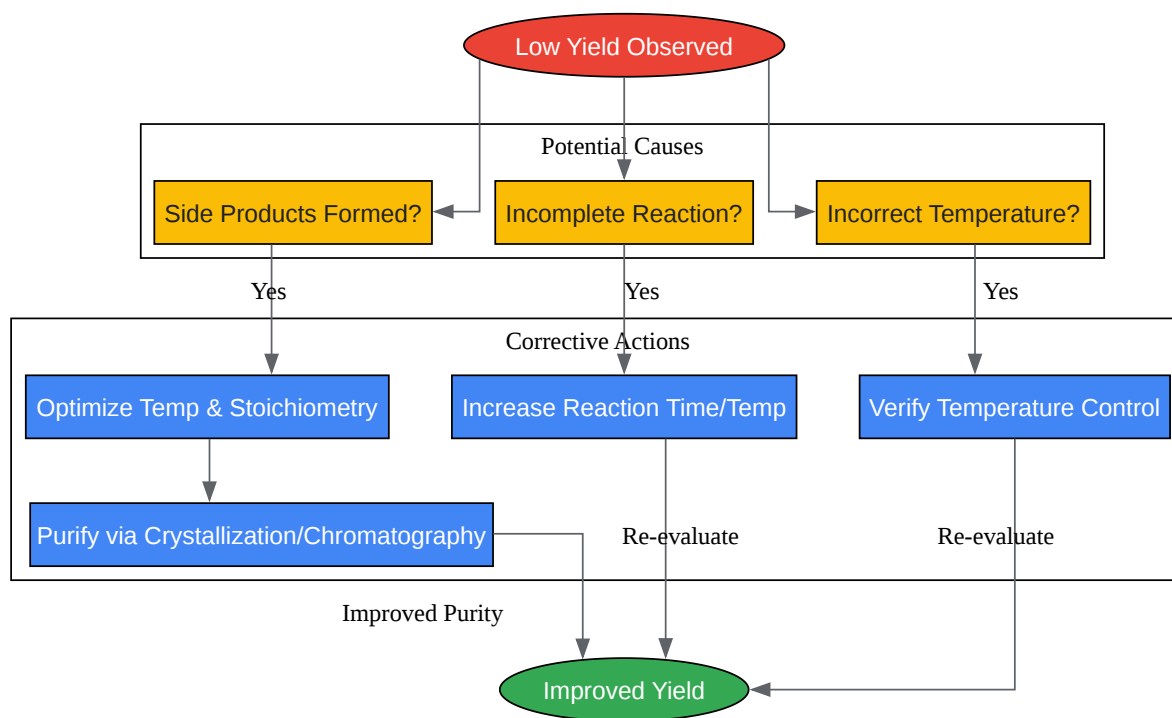 Low Yield Observed
Potential Causes
Side Products Formed?
Incomplete Reaction?
Incorrect Temperature?
Yes
Yes
Yes
Corrective Actions
Optimize Temp & Stoichiometry
Increase Reaction Time/Temp
Verify Temperature Control
Purify via Crystallization/Chromatography
Re-evaluate
Re-evaluate
Improved Purity
Improved Yield